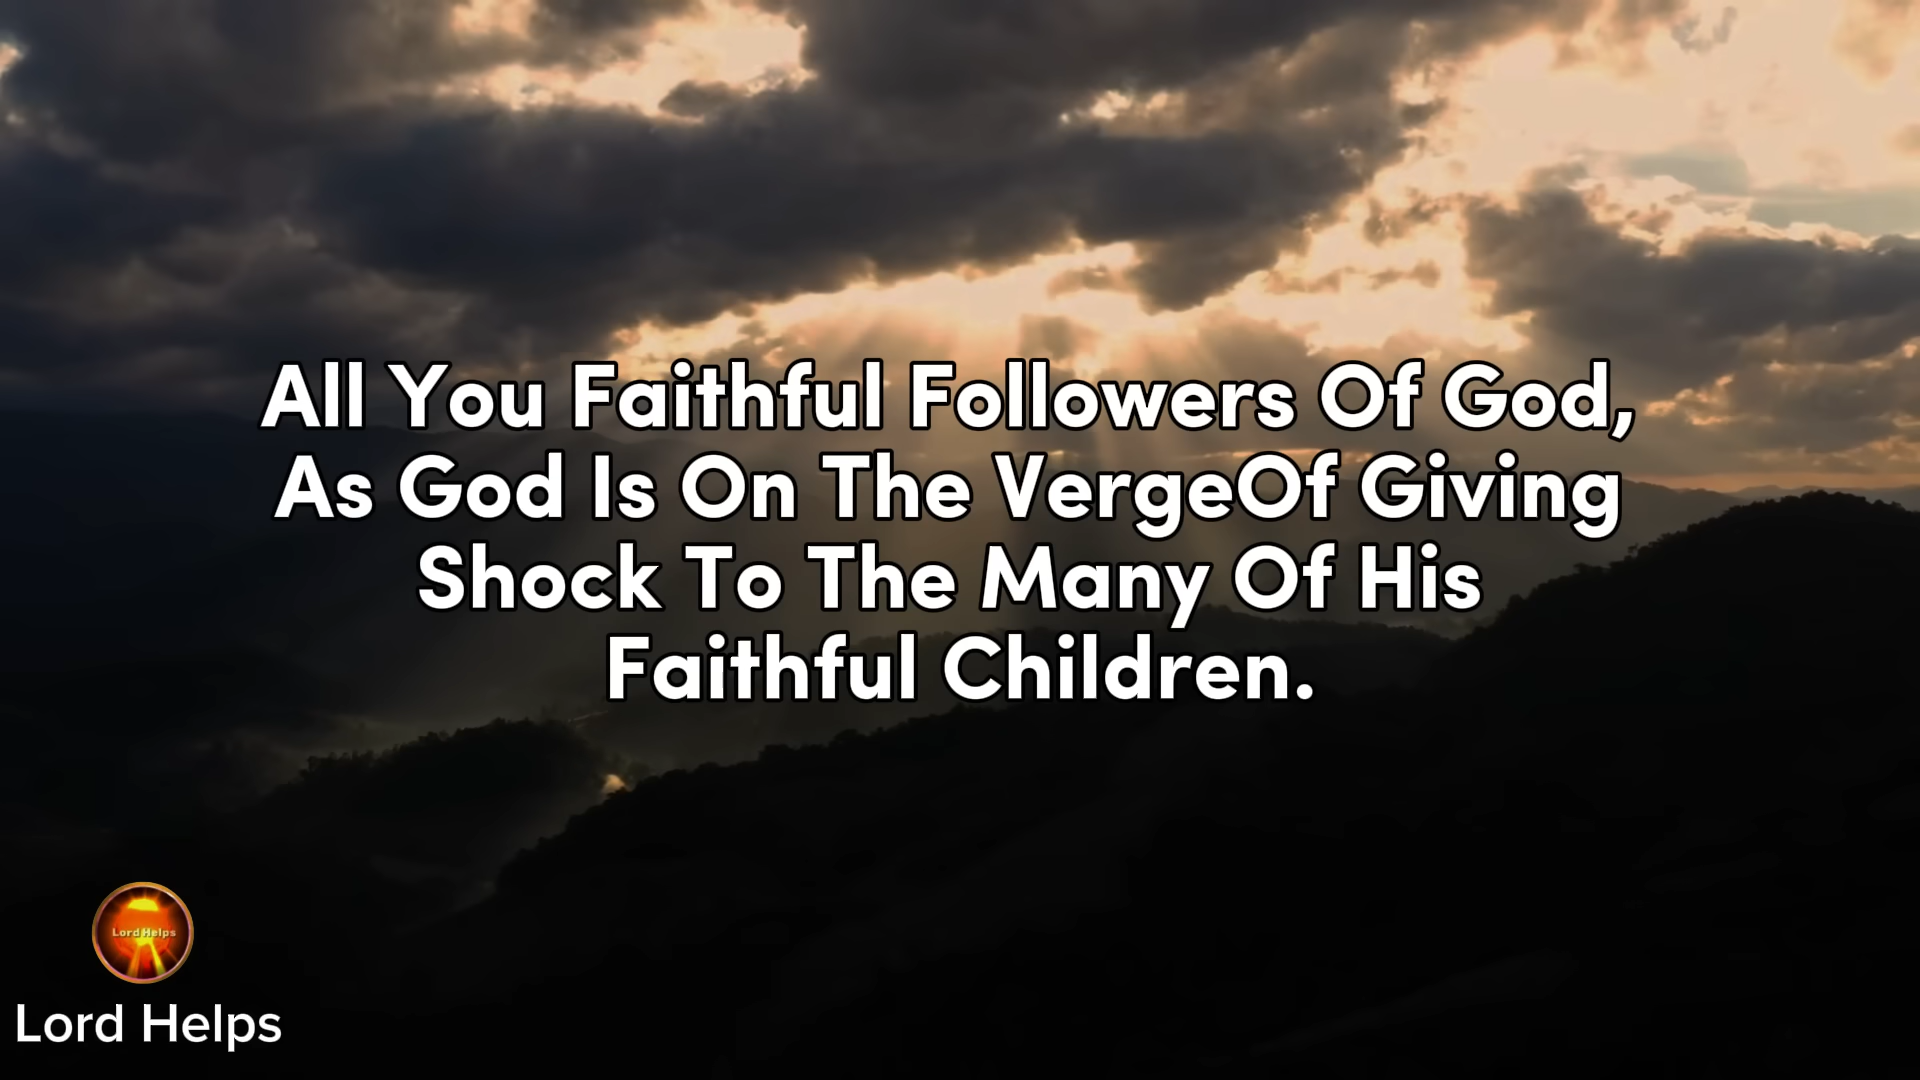 All You Faithful Followers Of God,
As God Is On The VergeOf Giving
Shock To The Many Of His
Faithful Children.
Lord Helps
Lord Helps